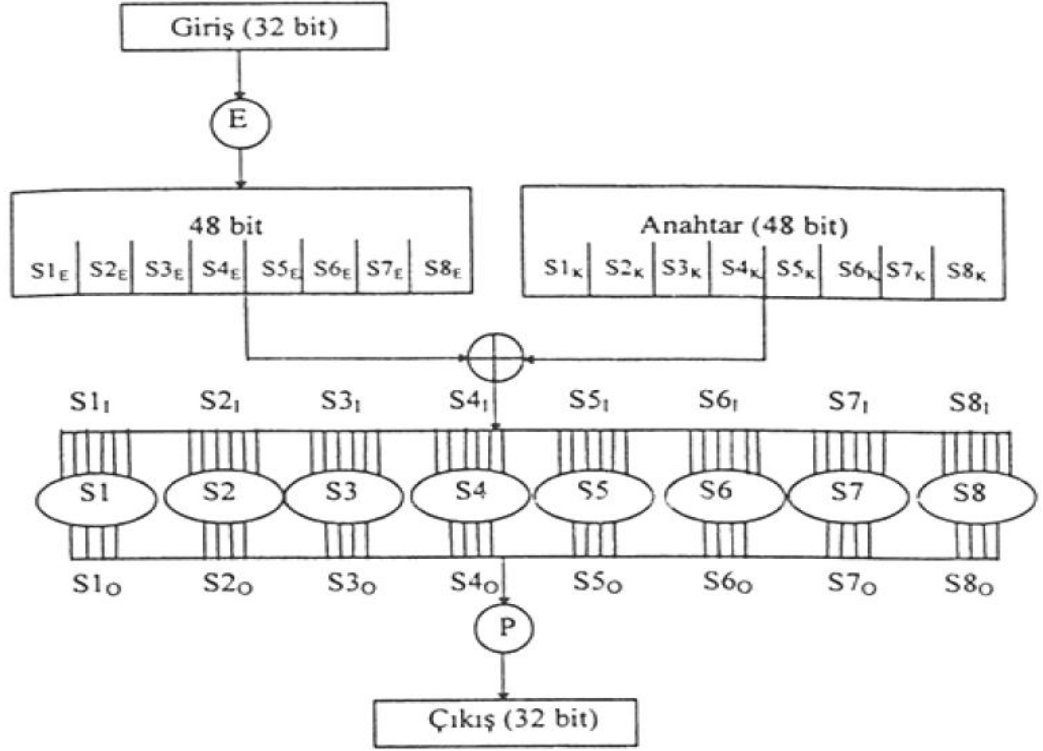 Giriş (32 bit)
E
48 bit
Anahtar (48 bit)
S1E S2E S3E S4E S5E S6E S7E S8E
S1K S2K S3K S4K S5K S6K S7K S8K
S1I S2I S3I S4I S5I S6I S7I S8I
S1 S2 S3 S4 S5 S6 S7 S8
S1O S2O S3O S4O S5O S6O S7O S8O
P
Çıkış (32 bit)